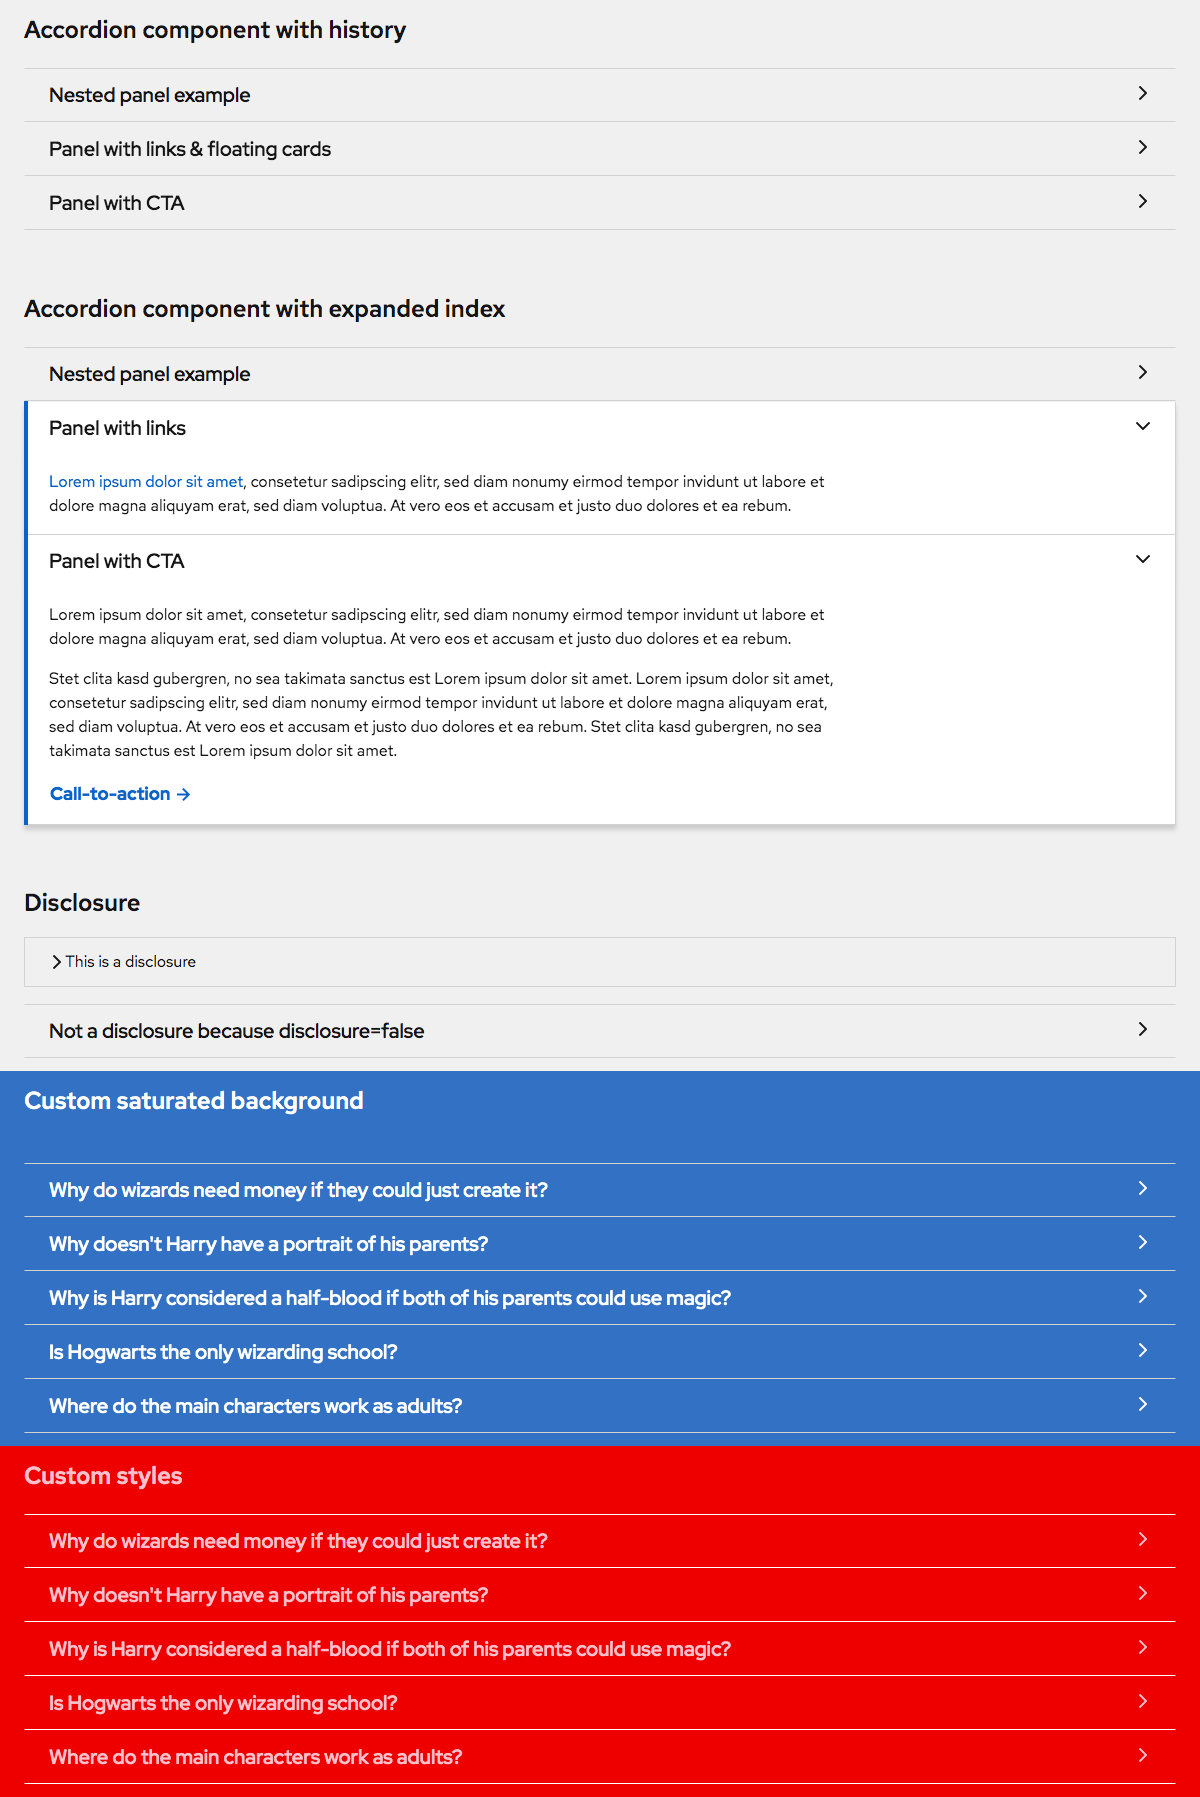 Accordion component with history
Nested panel example
Panel with links & floating cards
Panel with CTA
Accordion component with expanded index
Nested panel example
Panel with links
Lorem ipsum dolor sit amet, consetetur sadipscing elitr, sed diam nonumy eirmod tempor invidunt ut labore et
dolore magna aliquyam erat, sed diam voluptua. At vero eos et accusam et justo duo dolores et ea rebum.
Panel with CTA
Lorem ipsum dolor sit amet, consetetur sadipscing elitr, sed diam nonumy eirmod tempor invidunt ut labore et
dolore magna aliquyam erat, sed diam voluptua. At vero eos et accusam et justo duo dolores et ea rebum.
Stet clita kasd gubergren, no sea takimata sanctus est Lorem ipsum dolor sit amet. Lorem ipsum dolor sit amet,
consetetur sadipscing elitr, sed diam nonumy eirmod tempor invidunt ut labore et dolore magna aliquyam erat,
sed diam voluptua. At vero eos et accusam et justo duo dolores et ea rebum. Stet clita kasd gubergren, no sea
takimata sanctus est Lorem ipsum dolor sit amet.
Call-to-action →
Disclosure
This is a disclosure
Not a disclosure because disclosure=false
Custom saturated background
Why do wizards need money if they could just create it?
Why doesn't Harry have a portrait of his parents?
Why is Harry considered a half-blood if both of his parents could use magic?
Is Hogwarts the only wizarding school?
Where do the main characters work as adults?
Custom styles
Why do wizards need money if they could just create it?
Why doesn't Harry have a portrait of his parents?
Why is Harry considered a half-blood if both of his parents could use magic?
Is Hogwarts the only wizarding school?
Where do the main characters work as adults?